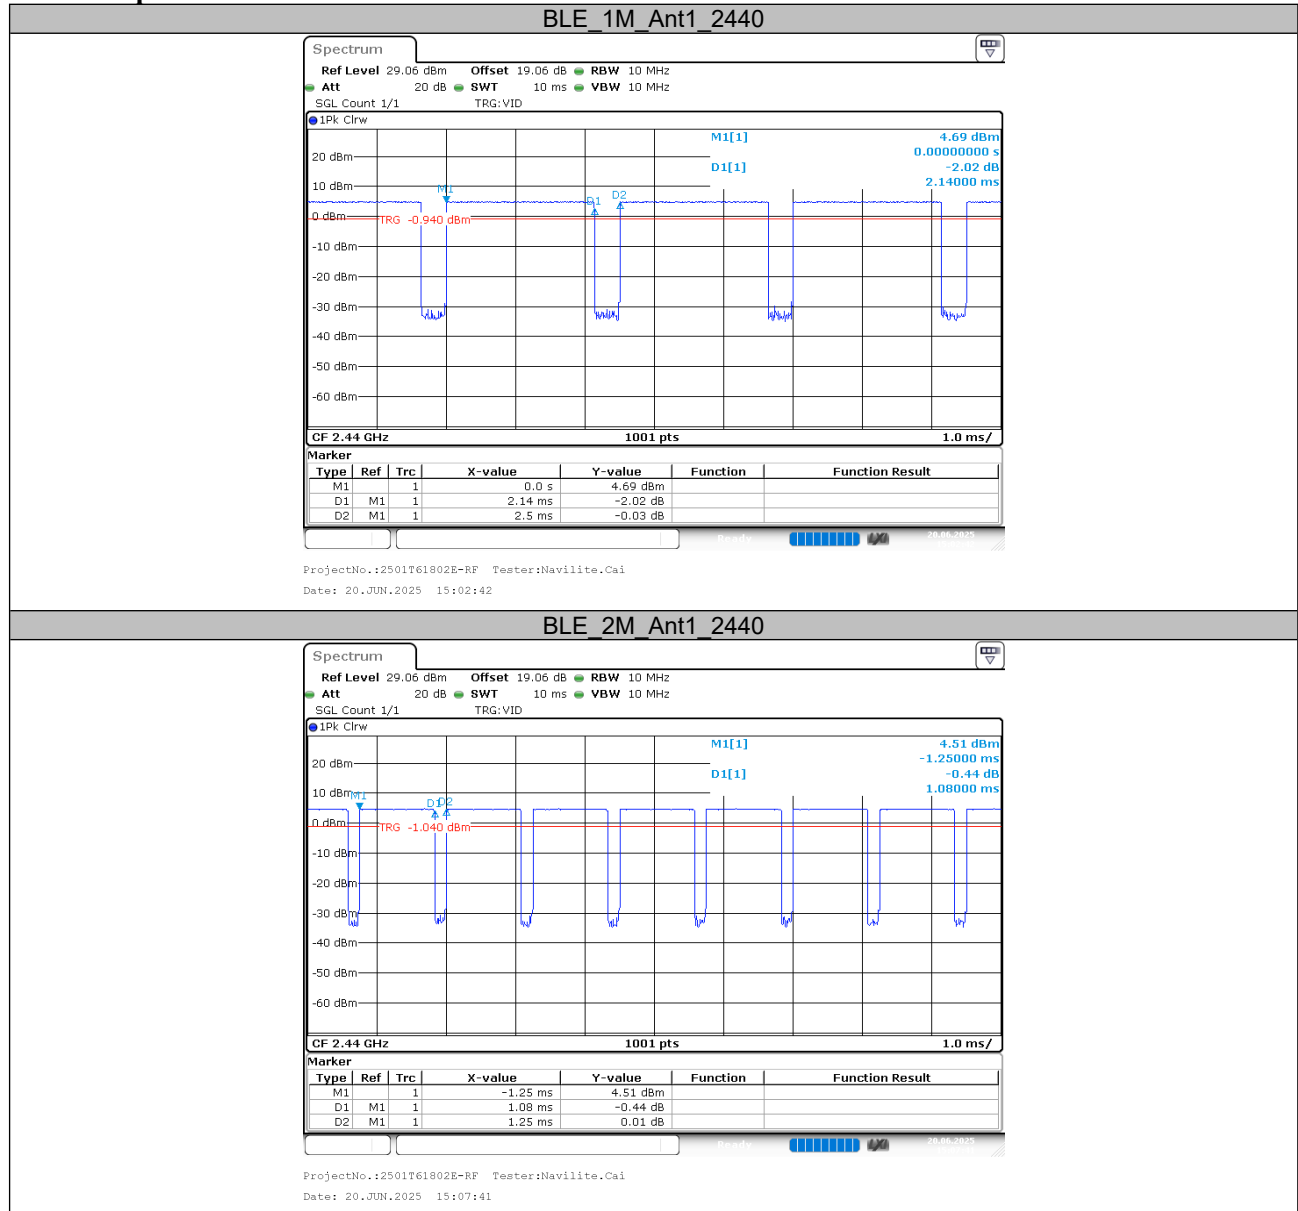 BLE_1M_Ant1_2440
Spectrum
Ref Level 29.06 dBm Offset 19.06 dB RBW 10 MHz
Att 20 dB SWT 10 ms VBW 10 MHz
SGL Count 1/1 TRG:VID
1Pk Clrw
M1[1] 4.69 dBm
0.00000000 s
D1[1] -2.02 dB
2.14000 ms
20 dBm
10 dBm
M1
D1 D2
0 dBm
TRG -0.940 dBm
-10 dBm
-20 dBm
-30 dBm
-40 dBm
-50 dBm
-60 dBm
CF 2.44 GHz 1001 pts 1.0 ms/
Marker
Type Ref Trc X-value Y-value Function Function Result
M1 1 0.0 s 4.69 dBm
D1 M1 1 2.14 ms -2.02 dB
D2 M1 1 2.5 ms -0.03 dB
Ready 20.06.2025
ProjectNo.:2501T61802E-RF Tester:Navilite.Cai
Date: 20.JUN.2025 15:02:42
BLE_2M_Ant1_2440
Spectrum
Ref Level 29.06 dBm Offset 19.06 dB RBW 10 MHz
Att 20 dB SWT 10 ms VBW 10 MHz
SGL Count 1/1 TRG:VID
1Pk Clrw
M1[1] 4.51 dBm
-1.25000 ms
D1[1] -0.44 dB
1.08000 ms
20 dBm
10 dBm
M1
D1 D2
0 dBm
TRG -1.040 dBm
-10 dBm
-20 dBm
-30 dBm
-40 dBm
-50 dBm
-60 dBm
CF 2.44 GHz 1001 pts 1.0 ms/
Marker
Type Ref Trc X-value Y-value Function Function Result
M1 1 -1.25 ms 4.51 dBm
D1 M1 1 1.08 ms -0.44 dB
D2 M1 1 1.25 ms 0.01 dB
Ready 20.06.2025
ProjectNo.:2501T61802E-RF Tester:Navilite.Cai
Date: 20.JUN.2025 15:07:41